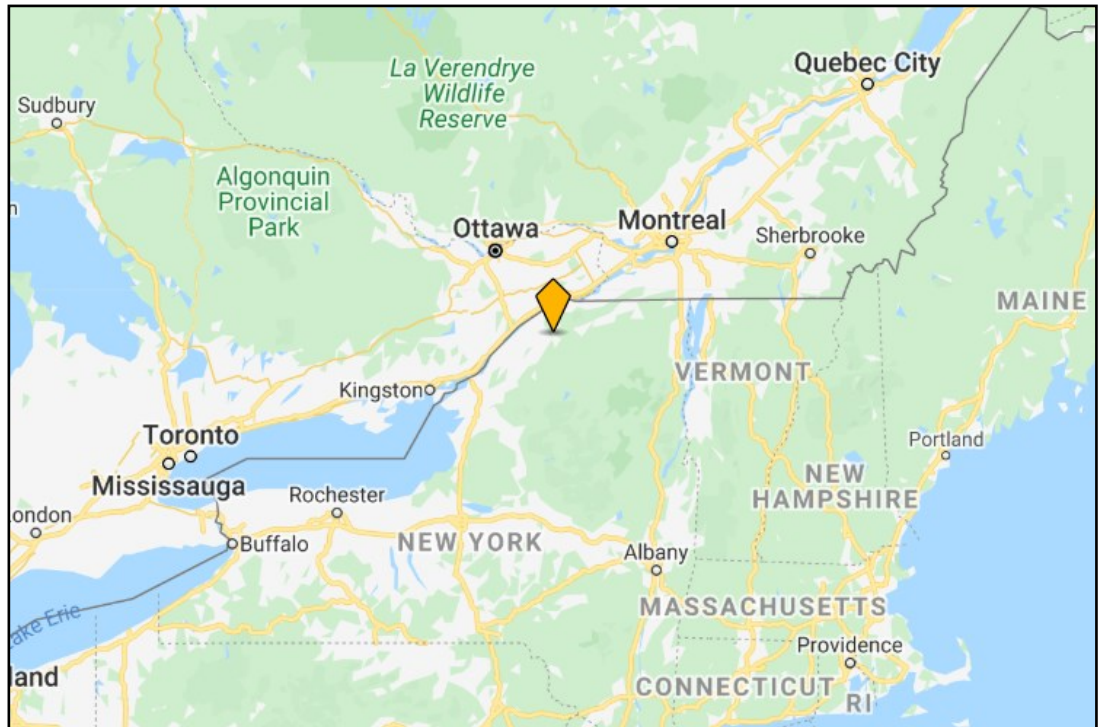 Quebec City
La Verendrye
Wildlife
Reserve
Sudbury
Algonquin
Provincial
Park
Ottawa
Montreal
Sherbrooke
MAINE
VERMONT
Kingston
Toronto
Portland
Mississauga
NEW
HAMPSHIRE
Rochester
ondon
NEW YORK
Buffalo
Albany
MASSACHUSETTS
ake Erie
Providence
land
CONNECTICUT
RI